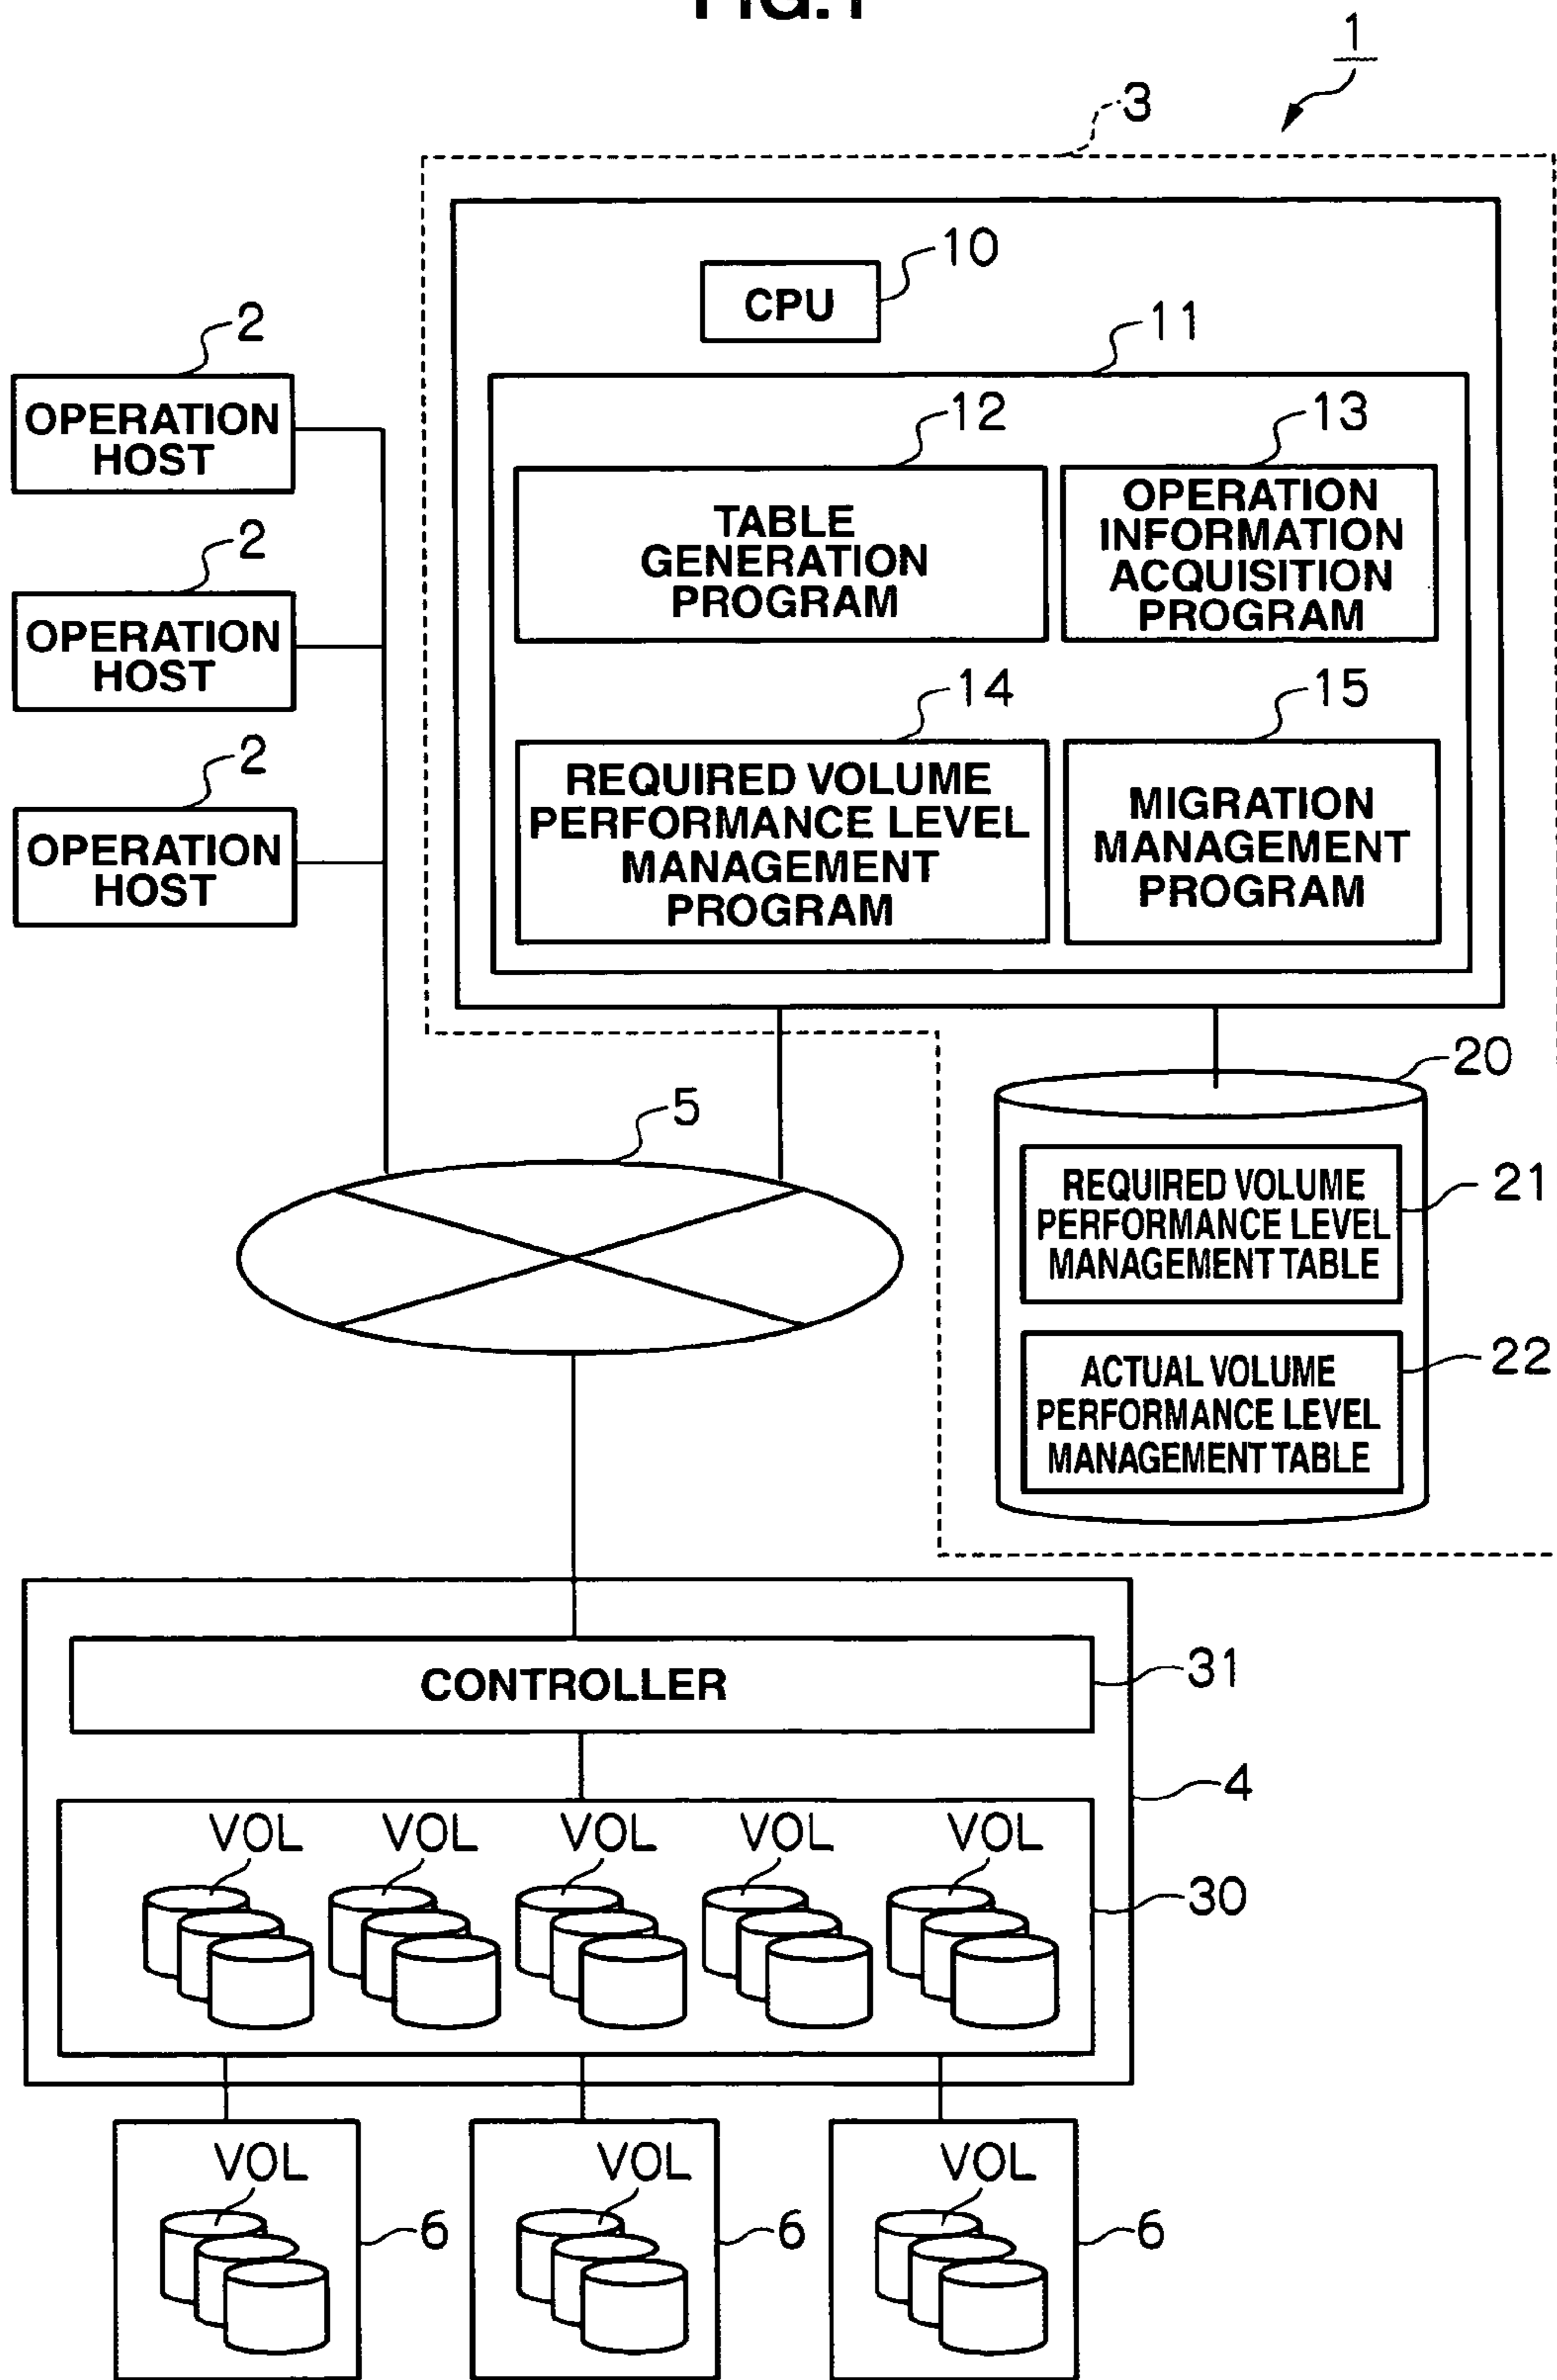 FIG.1
1
3
10
CPU
11
2
OPERATION
HOST
12
13
TABLE
GENERATION
PROGRAM
OPERATION
INFORMATION
ACQUISITION
PROGRAM
2
OPERATION
HOST
14
15
REQUIRED VOLUME
PERFORMANCE LEVEL
MANAGEMENT
PROGRAM
MIGRATION
MANAGEMENT
PROGRAM
2
OPERATION
HOST
20
5
REQUIRED VOLUME
PERFORMANCE LEVEL
MANAGEMENT TABLE
21
ACTUAL VOLUME
PERFORMANCE LEVEL
MANAGEMENT TABLE
22
CONTROLLER
31
4
VOL
VOL
VOL
VOL
VOL
30
VOL
VOL
VOL
6
6
6